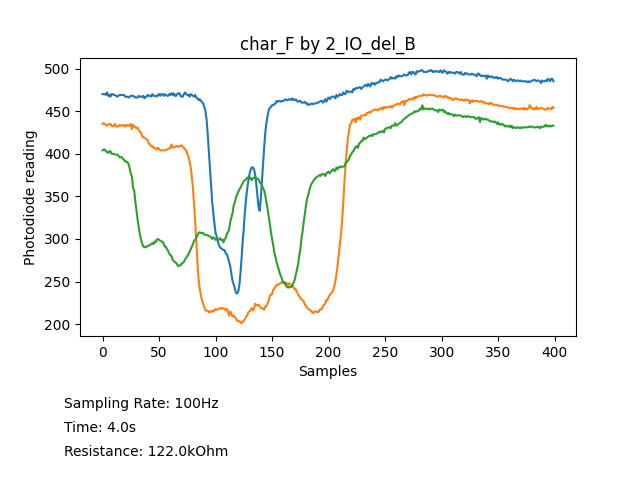 char_F by 2_IO_del_B
Photodiode reading
500
450
400
350
300
250
200
0 50 100 150 200 250 300 350 400
Samples
Sampling Rate: 100Hz
Time: 4.0s
Resistance: 122.0kOhm